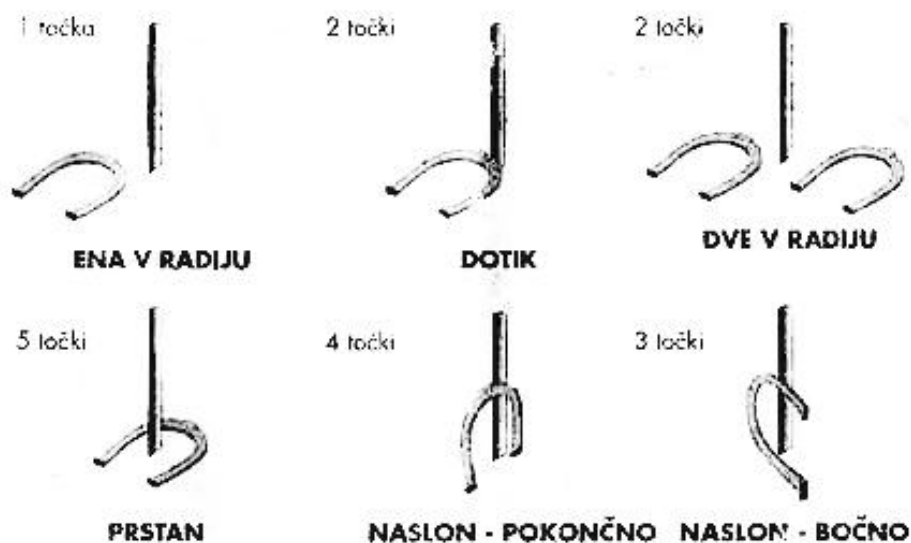 1 točka 2 točki 2 točki
ENA V RADIJU DOTIK DVE V RADIJU
5 točki 4 točki 3 točki
PRSTAN NASLON - POKONČNO NASLON - BOČNO